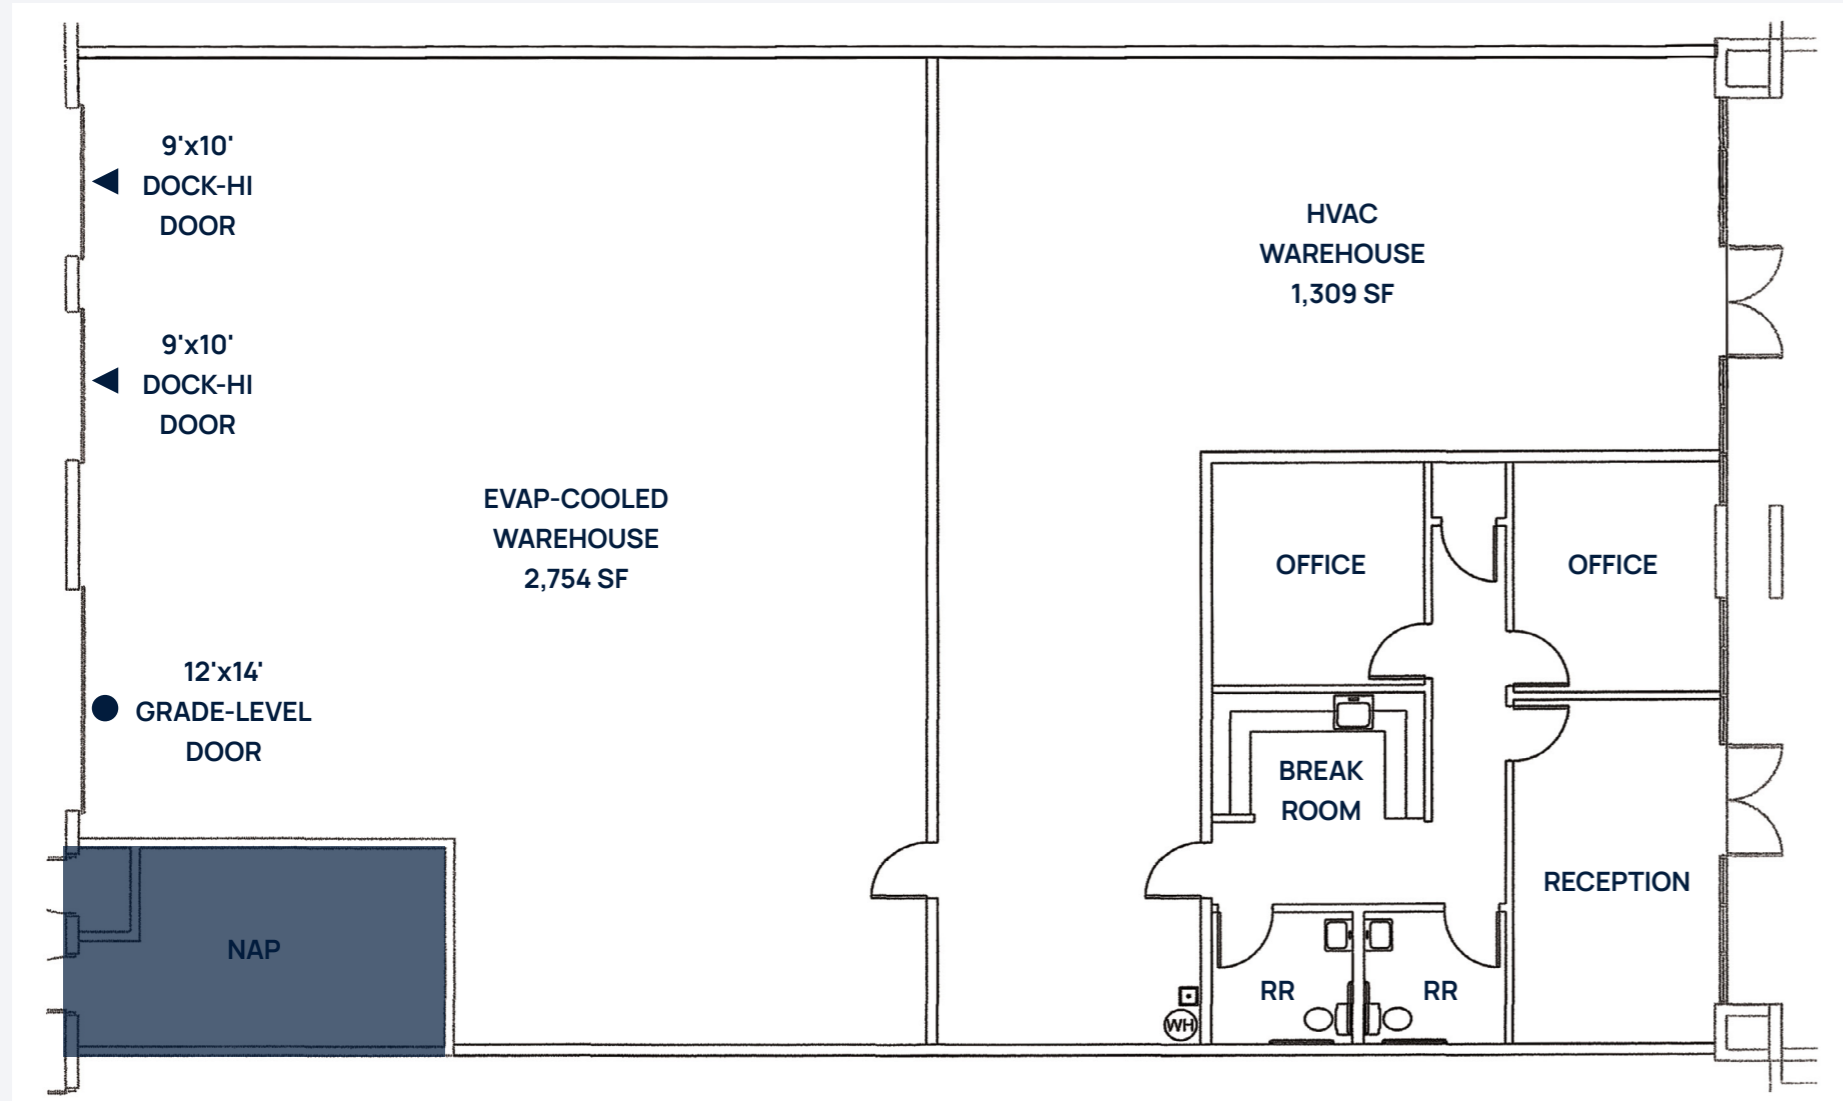 9'x10'
DOCK-HI
DOOR
9'x10'
DOCK-HI
DOOR
12'x14'
GRADE-LEVEL
DOOR
EVAP-COOLED
WAREHOUSE
2,754 SF
NAP
HVAC
WAREHOUSE
1,309 SF
OFFICE
OFFICE
BREAK
ROOM
RECEPTION
RR
RR
WH